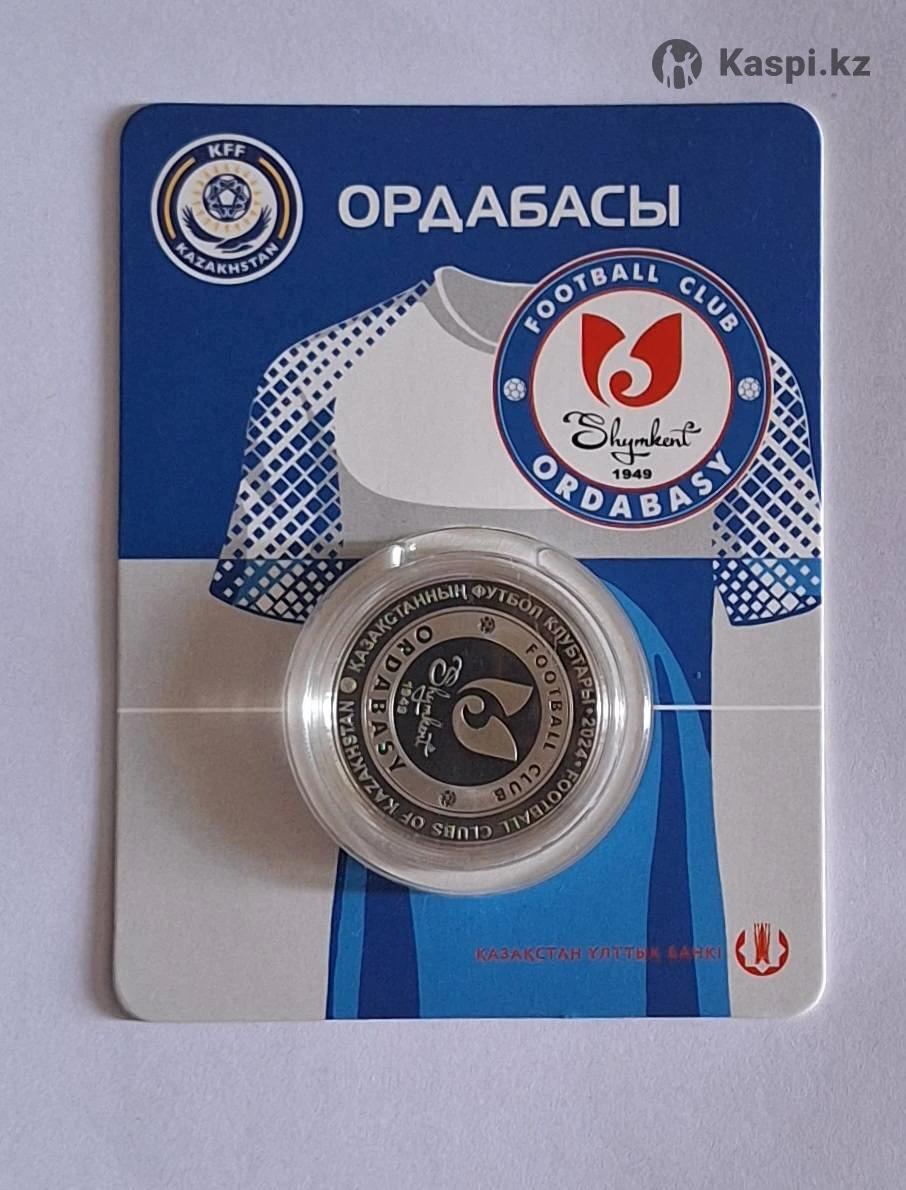 Kaspi.kz
KFF
KAZAKHSTAN
ОРДАБАСЫ
FOOTBALL CLUB
Shymkent
1949
ORDABASY
ҚАЗАҚСТАННЫҢ ФУТБОЛ КЛУБТАРЫ • 2024 • FOOTBALL CLUBS OF KAZAKHSTAN
FOOTBALL CLUB
Shymkent
1949
ORDABASY
ҚАЗАҚСТАН ҰЛТТЫҚ БАНКІ